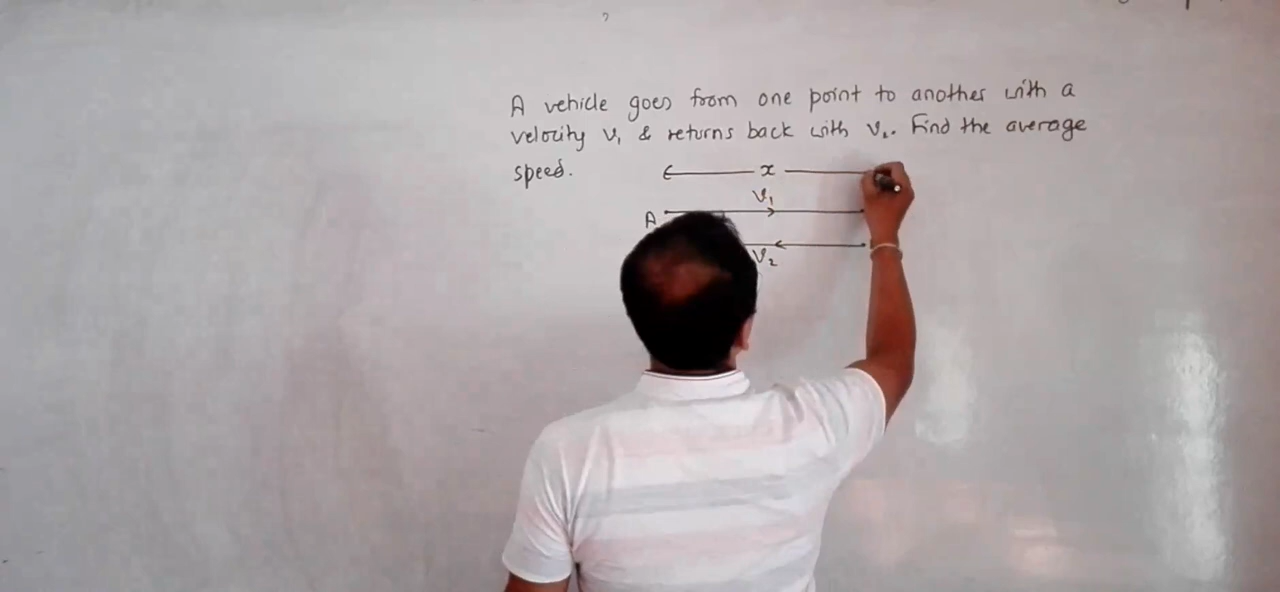 A vehicle goes from one point to another with a
velocity v₁ & returns back with v₂. Find the average
speed.
x
v₁
A
v₂